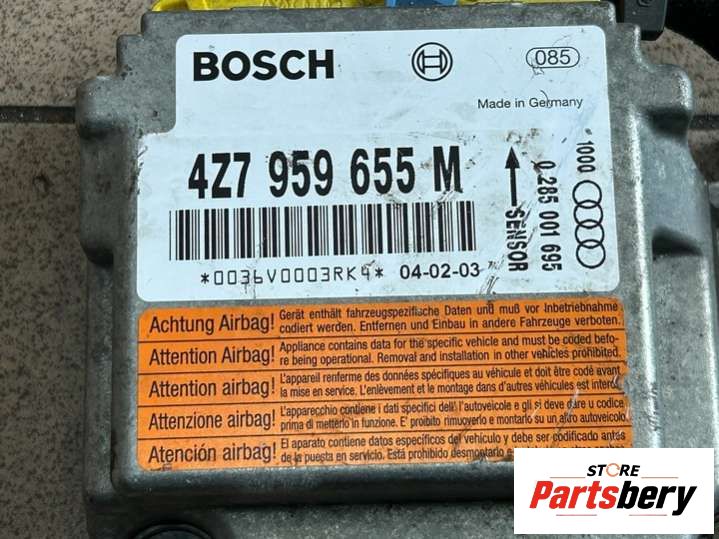 BOSCH
085
Made in Germany
4Z7 959 655 M
*0036V0003RK4* 04-02-03
SENSOR
0 285 001 695
1000
Achtung Airbag! Gerät enthält fahrzeugspezifische Daten und muß vor Inbetriebnahme
codiert werden. Entfernen und Einbau in andere Fahrzeuge verboten.
Attention Airbag! Appliance contains data for the specific vehicle and must be coded befo-
re being operational. Removal and installation in other vehicles prohibited.
Attention airbag! L'appareil renferme des données spécifiques au véhicule et doit être codé avant
la mise en service. L'enlèvement et le montage dans d'autres véhicules est interdit.
Attenzione airbag! L'apparecchio contiene i dati specifici dell'autoveicolo e gli si deve dare u codice
prima di metterlo in funzione. E' proibito rimuoverlo e montarlo su altro autoveicolo.
Atención airbag! El aparato contiene datos específicos del vehículo y debe ser codificado antes
de la puesta en servicio. Está prohibido desmontarlo e
STORE
Partsbery